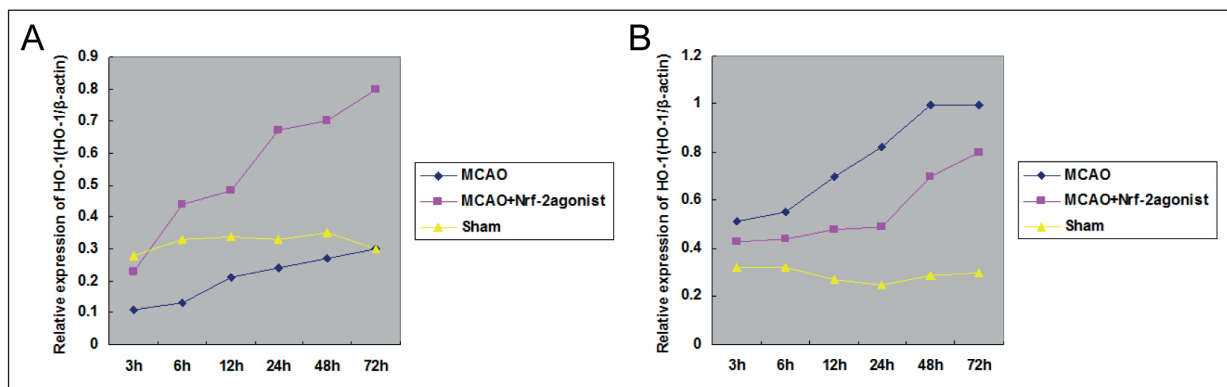 A
Relative expression of HO-1(HO-1/β-actin)
0.9
0.8
0.7
0.6
0.5
0.4
0.3
0.2
0.1
0
3h 6h 12h 24h 48h 72h
MCAO
MCAO+Nrf-2agonist
Sham
B
Relative expression of HO-1(HO-1/β-actin)
1.2
1
0.8
0.6
0.4
0.2
0
3h 6h 12h 24h 48h 72h
MCAO
MCAO+Nrf-2agonist
Sham